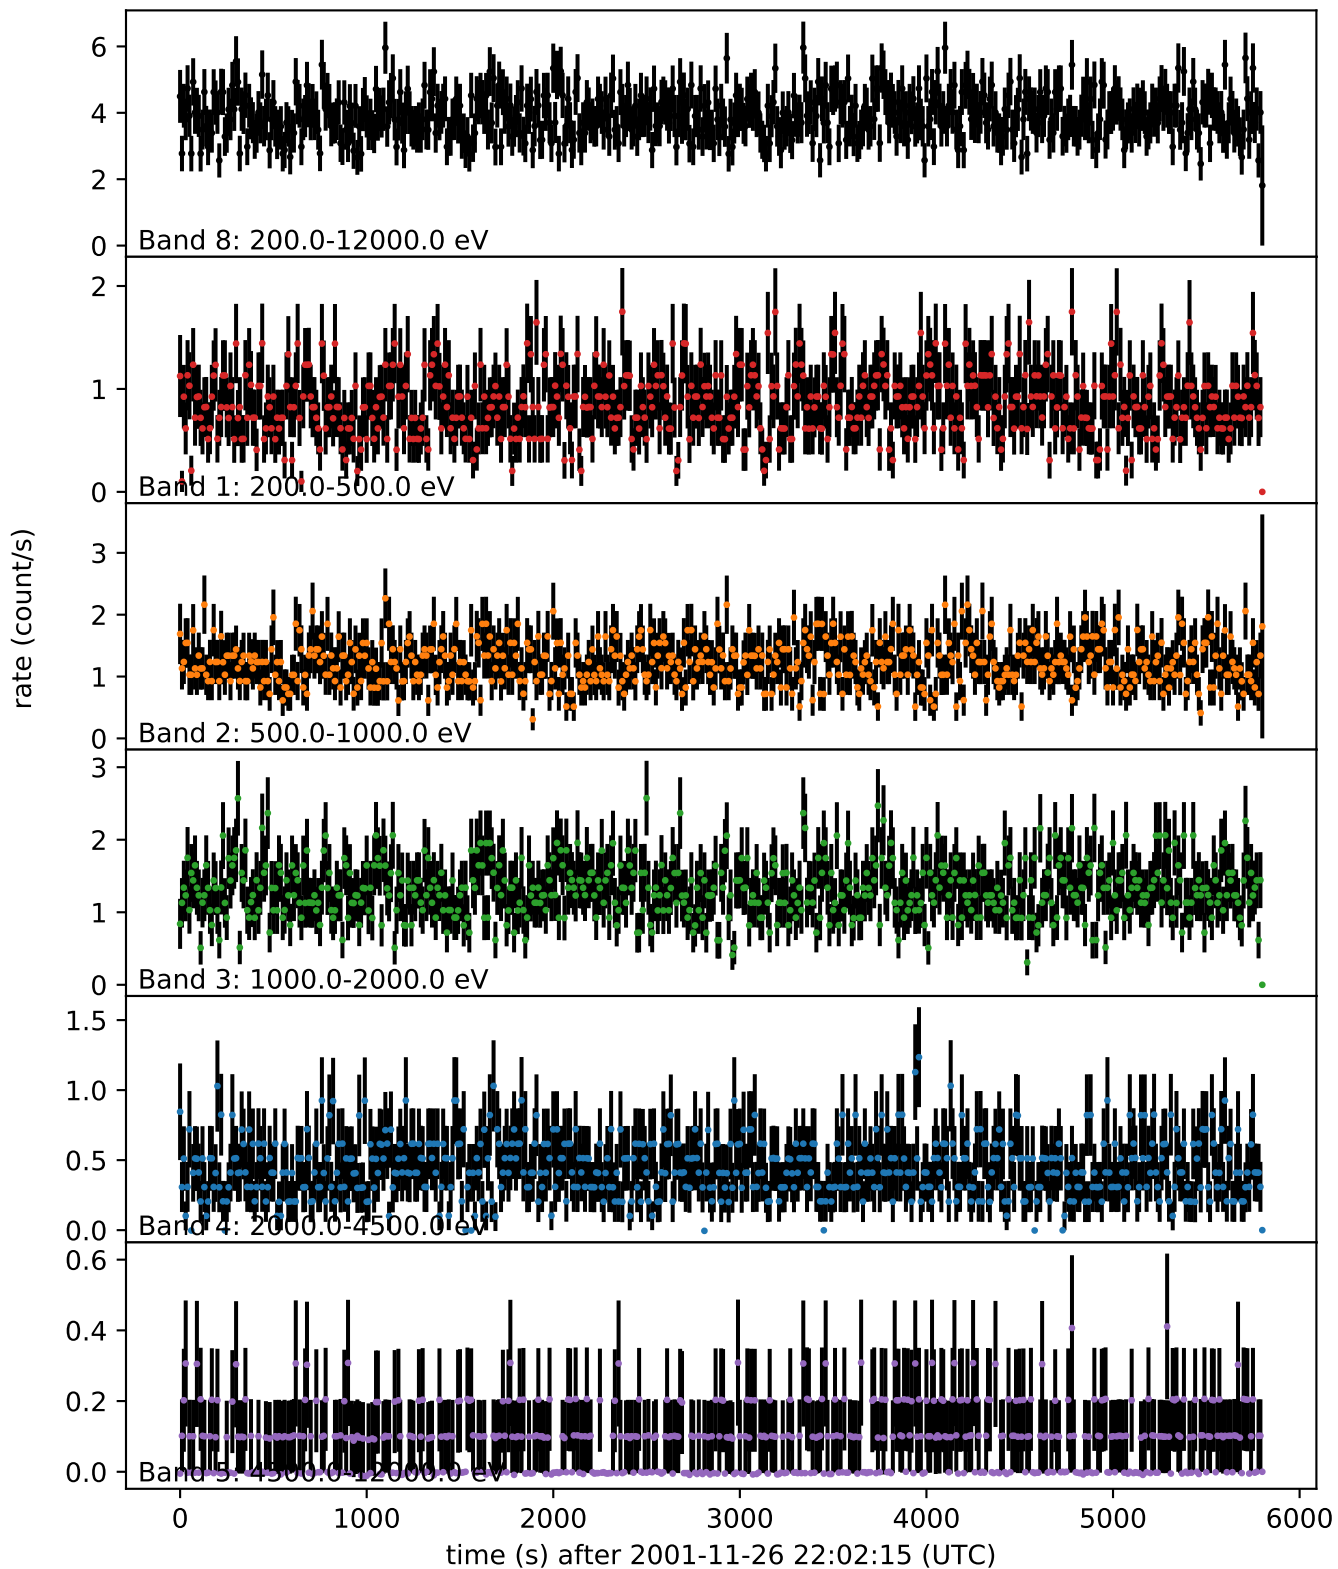 6
4
2
0
Band 8: 200.0-12000.0 eV
2
1
0
Band 1: 200.0-500.0 eV
rate (count/s)
3
2
1
0
Band 2: 500.0-1000.0 eV
3
2
1
0
Band 3: 1000.0-2000.0 eV
1.5
1.0
0.5
0.0
Band 4: 2000.0-4500.0 eV
0.6
0.4
0.2
0.0
Band 5: 4500.0-12000.0 eV
0 1000 2000 3000 4000 5000 6000
time (s) after 2001-11-26 22:02:15 (UTC)